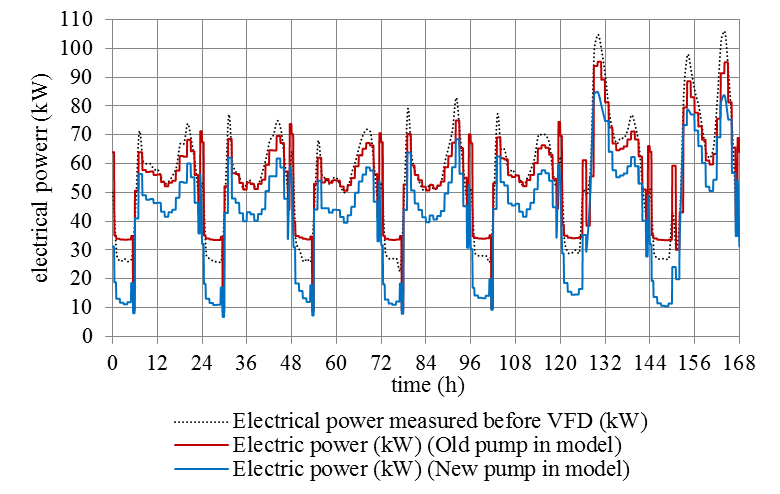 110
100
90
80
70
60
50
40
30
20
10
0
electrical powerr (kW)
0 12 24 36 48 60 72 84 96 108 120 132 144 156 168
time (h)
Electrical power measured before VFD (kW)
Electric power (kW) (Old pump in model)
Electric power (kW) (New pump in model)